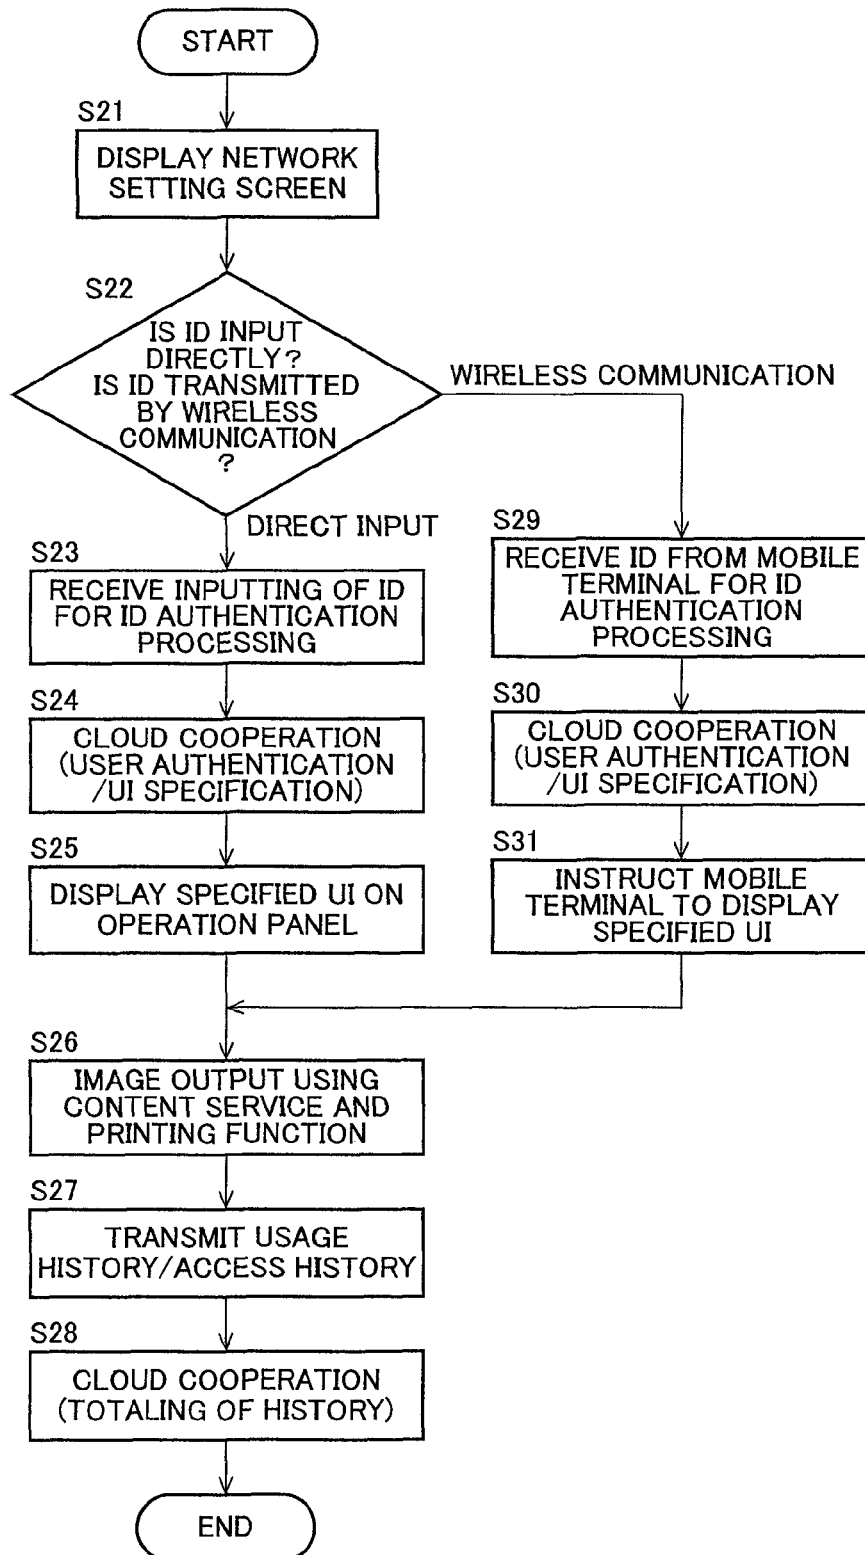 START
S21
DISPLAY NETWORK
SETTING SCREEN
S22
IS ID INPUT
DIRECTLY?
IS ID TRANSMITTED
BY WIRELESS
COMMUNICATION
?
WIRELESS COMMUNICATION
DIRECT INPUT
S23
RECEIVE INPUTTING OF ID
FOR ID AUTHENTICATION
PROCESSING
S24
CLOUD COOPERATION
(USER AUTHENTICATION
/UI SPECIFICATION)
S25
DISPLAY SPECIFIED UI ON
OPERATION PANEL
S29
RECEIVE ID FROM MOBILE
TERMINAL FOR ID
AUTHENTICATION
PROCESSING
S30
CLOUD COOPERATION
(USER AUTHENTICATION
/UI SPECIFICATION)
S31
INSTRUCT MOBILE
TERMINAL TO DISPLAY
SPECIFIED UI
S26
IMAGE OUTPUT USING
CONTENT SERVICE AND
PRINTING FUNCTION
S27
TRANSMIT USAGE
HISTORY/ACCESS HISTORY
S28
CLOUD COOPERATION
(TOTALING OF HISTORY)
END